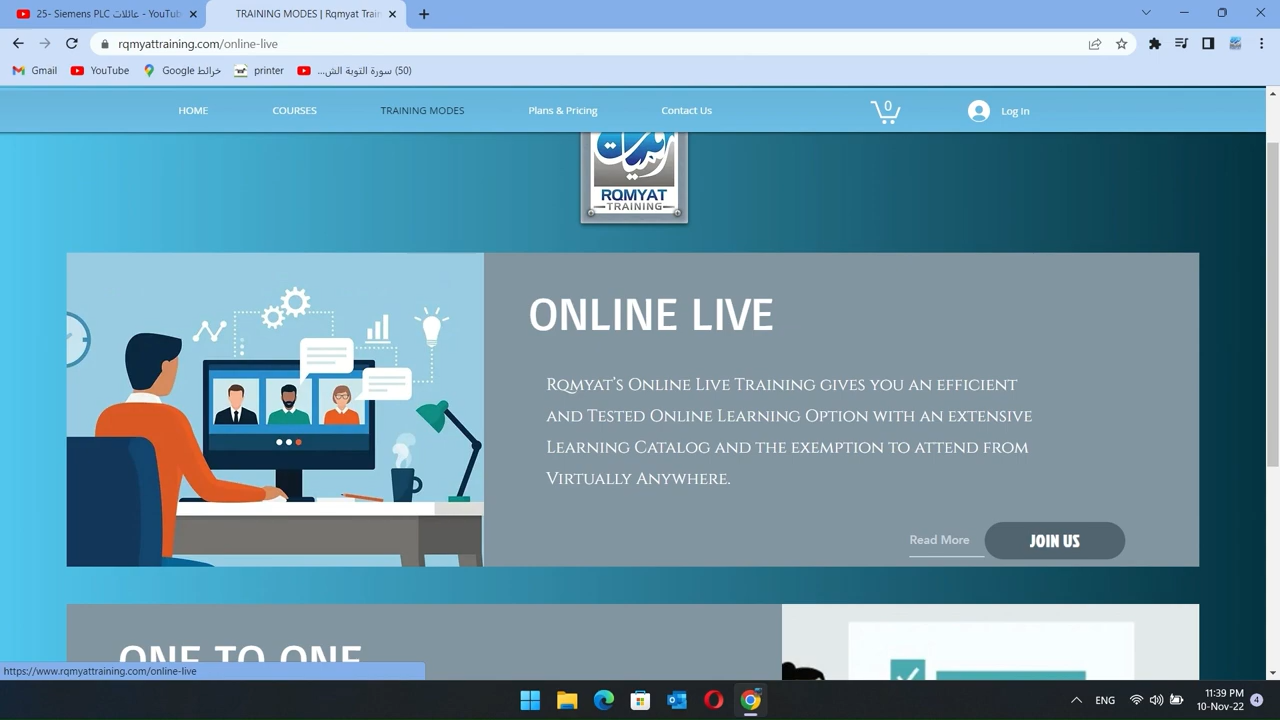 25- Siemens PLC عائلات - YouTub
TRAINING MODES | Rqmyat Train
rqmyattraining.com/online-live
Gmail
YouTube
خرائط Google
printer
(50) سورة التوبة الش...
HOME
COURSES
TRAINING MODES
Plans & Pricing
Contact Us
0
Log In
رقميات
RQMYAT
TRAINING
ONLINE LIVE
Rqmyat's Online Live Training gives you an efficient
and Tested Online Learning Option with an extensive
Learning Catalog and the exemption to attend from
Virtually Anywhere.
Read More
JOIN US
ONE TO ONE
https://www.rqmyattraining.com/online-live
ENG
11:39 PM
10-Nov-22
4